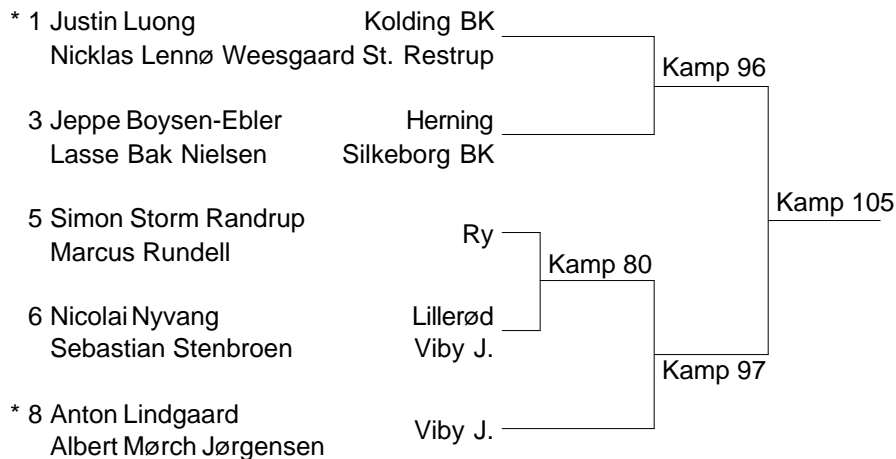 * 1 Justin Luong Kolding BK
Nicklas Lennø Weesgaard St. Restrup
Kamp 96
3 Jeppe Boysen-Ebler Herning
Lasse Bak Nielsen Silkeborg BK
Kamp 105
5 Simon Storm Randrup
Ry
Marcus Rundell
Kamp 80
6 Nicolai Nyvang Lillerød
Sebastian Stenbroen Viby J.
Kamp 97
* 8 Anton Lindgaard
Viby J.
Albert Mørch Jørgensen